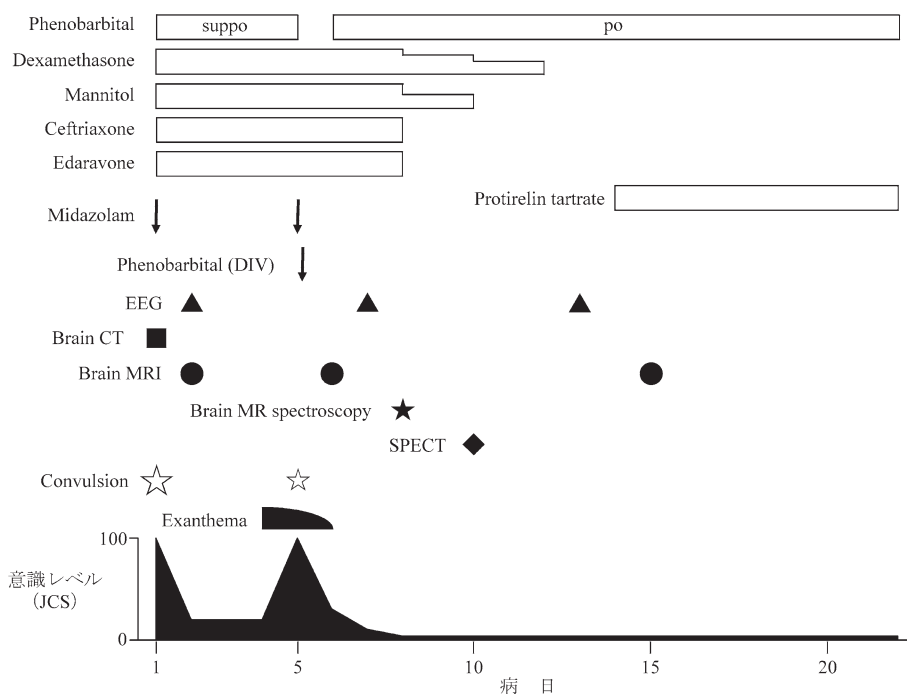 Phenobarbital suppo po
Dexamethasone
Mannitol
Ceftriaxone
Edaravone
Protirelin tartrate
Midazolam
Phenobarbital (DIV)
EEG
Brain CT
Brain MRI
Brain MR spectroscopy
SPECT
Convulsion
Exanthema
100
意識レベル
(JCS)
0
1 5 10 15 20
病 日